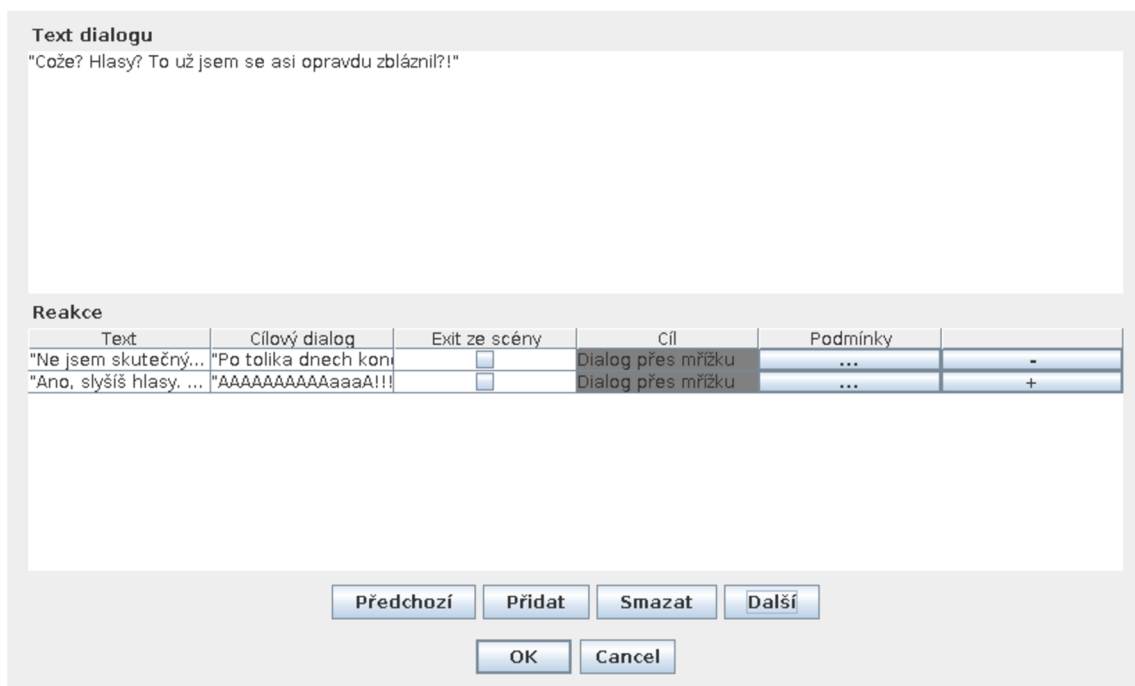 Text dialogu
"Cože? Hlasy? To už jsem se asi opravdu zbláznil?!"
Reakce
Text Cílový dialog Exit ze scény Cíl Podmínky
"Ne jsem skutečný... "Po tolika dnech kon Dialog přes mřížku ... -
"Ano, slyšíš hlasy. ... "AAAAAAAAAAaaaA!!! Dialog přes mřížku ... +
Předchozí Přidat Smazat Další
OK Cancel